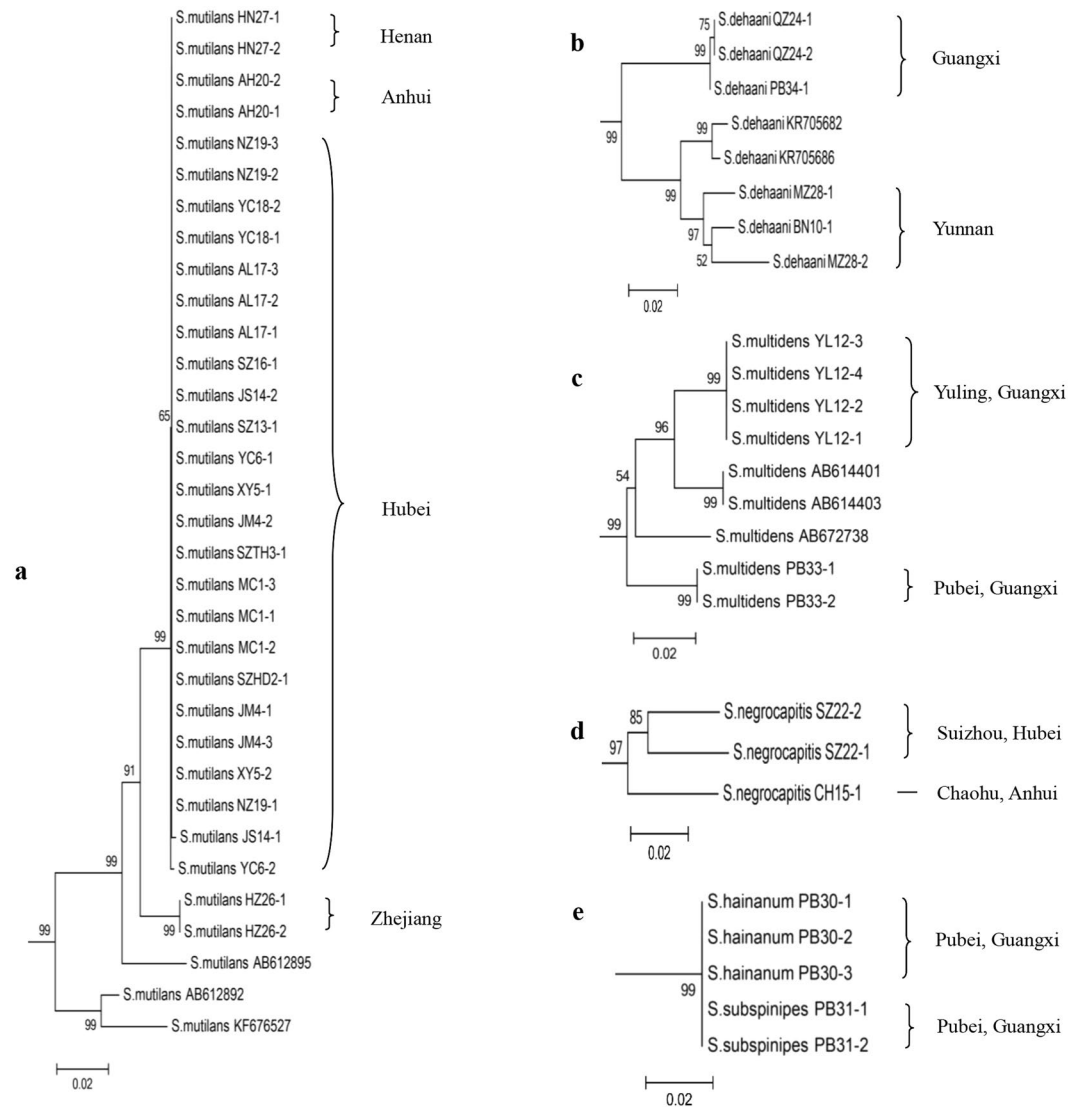 a
S.mutilans HN27-1
S.mutilans HN27-2
Henan
S.mutilans AH20-2
S.mutilans AH20-1
Anhui
S.mutilans NZ19-3
S.mutilans NZ19-2
S.mutilans YC18-2
S.mutilans YC18-1
S.mutilans AL17-3
S.mutilans AL17-2
S.mutilans AL17-1
S.mutilans SZ16-1
S.mutilans JS14-2
S.mutilans SZ13-1
S.mutilans YC6-1
S.mutilans XY5-1
S.mutilans JM4-2
S.mutilans SZTH3-1
S.mutilans MC1-3
S.mutilans MC1-1
S.mutilans MC1-2
S.mutilans SZHD2-1
S.mutilans JM4-1
S.mutilans JM4-3
S.mutilans XY5-2
S.mutilans NZ19-1
S.mutilans JS14-1
S.mutilans YC6-2
Hubei
S.mutilans HZ26-1
S.mutilans HZ26-2
Zhejiang
S.mutilans AB612895
S.mutilans AB612892
S.mutilans KF676527
65
99
91
99
99
99
99
0.02
b
S.dehaani QZ24-1
S.dehaani QZ24-2
S.dehaani PB34-1
Guangxi
S.dehaani KR705682
S.dehaani KR705686
S.dehaani MZ28-1
S.dehaani BN10-1
S.dehaani MZ28-2
Yunnan
75
99
99
99
99
97
52
0.02
c
S.multidens YL12-3
S.multidens YL12-4
S.multidens YL12-2
S.multidens YL12-1
Yuling, Guangxi
S.multidens AB614401
S.multidens AB614403
S.multidens AB672738
S.multidens PB33-1
S.multidens PB33-2
Pubei, Guangxi
99
96
54
99
99
99
0.02
d
S.negrocapitis SZ22-2
S.negrocapitis SZ22-1
Suizhou, Hubei
S.negrocapitis CH15-1
Chaohu, Anhui
85
97
0.02
e
S.hainanum PB30-1
S.hainanum PB30-2
S.hainanum PB30-3
Pubei, Guangxi
S.subspinipes PB31-1
S.subspinipes PB31-2
Pubei, Guangxi
99
0.02